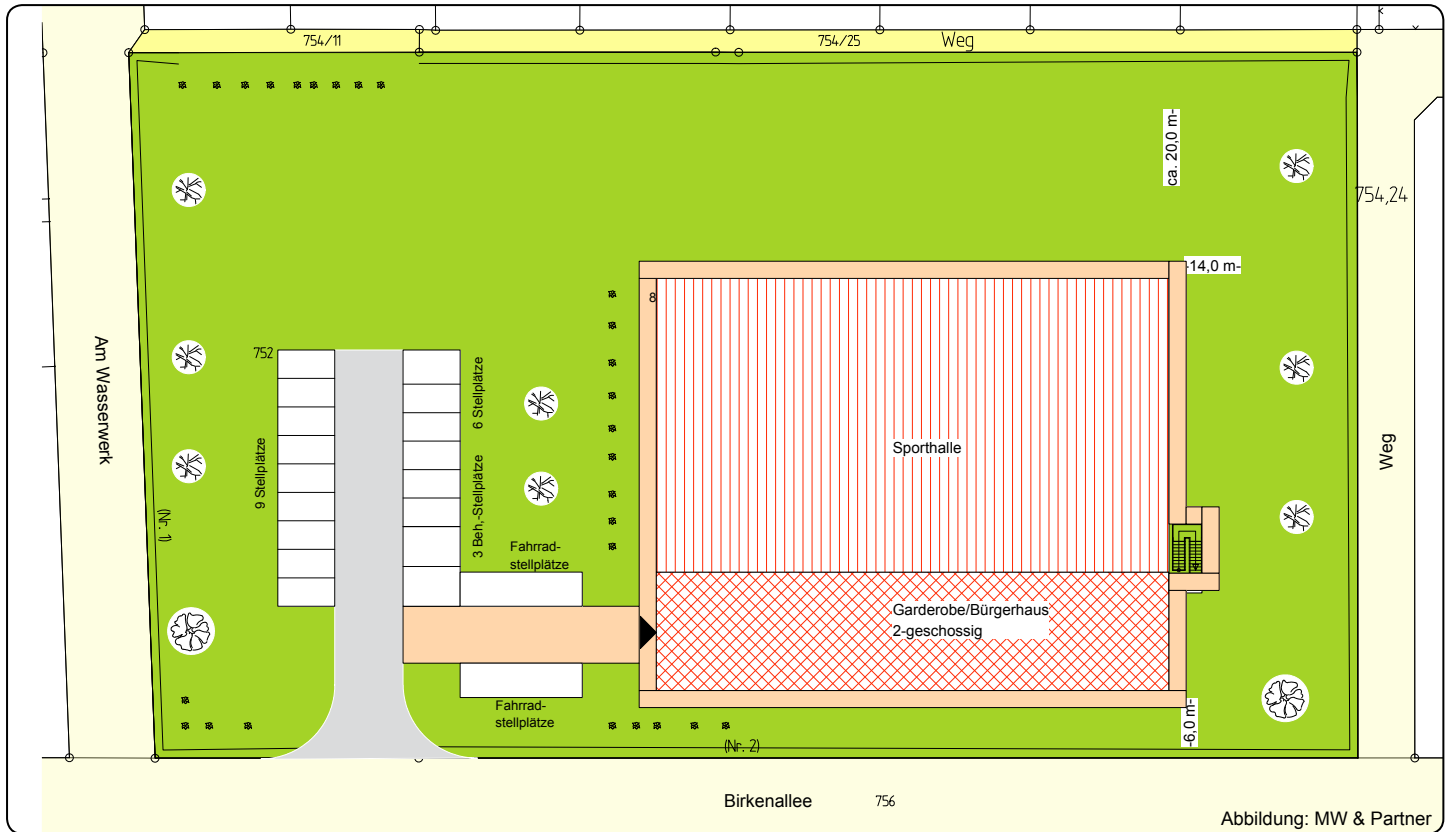 754/11
754/25
Weg
ca. 20,0 m-
754,24
-14,0 m-
8
Am Wasserwerk
752
6 Stellplätze
9 Stellplätze
3 Beh,-Stellplätze
Sporthalle
Weg
(Nr. 1)
Fahrrad-
stellplätze
Garderobe/Bürgerhaus
2-geschossig
Fahrrad-
stellplätze
-6,0 m-
(Nr. 2)
Birkenallee
756
Abbildung: MW & Partner